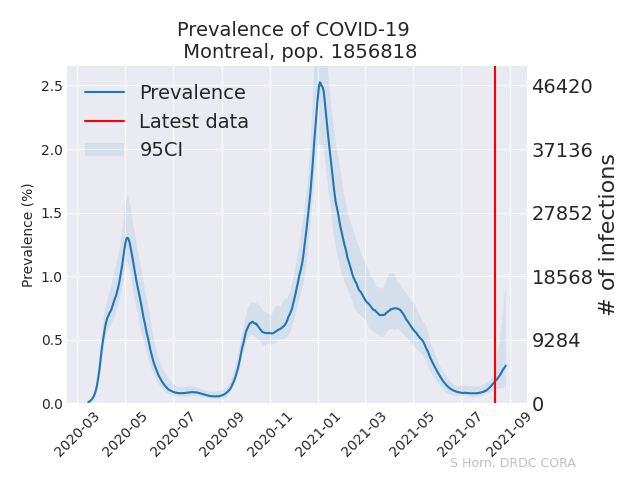 Prevalence of COVID-19
Montreal, pop. 1856818
Prevalence
Latest data
95CI
Prevalence (%)
2.5
2.0
1.5
1.0
0.5
0.0
46420
37136
27852
18568
9284
0
# of infections
2020-03
2020-05
2020-07
2020-09
2020-11
2021-01
2021-03
2021-05
2021-07
2021-09
S Horn, DRDC CORA